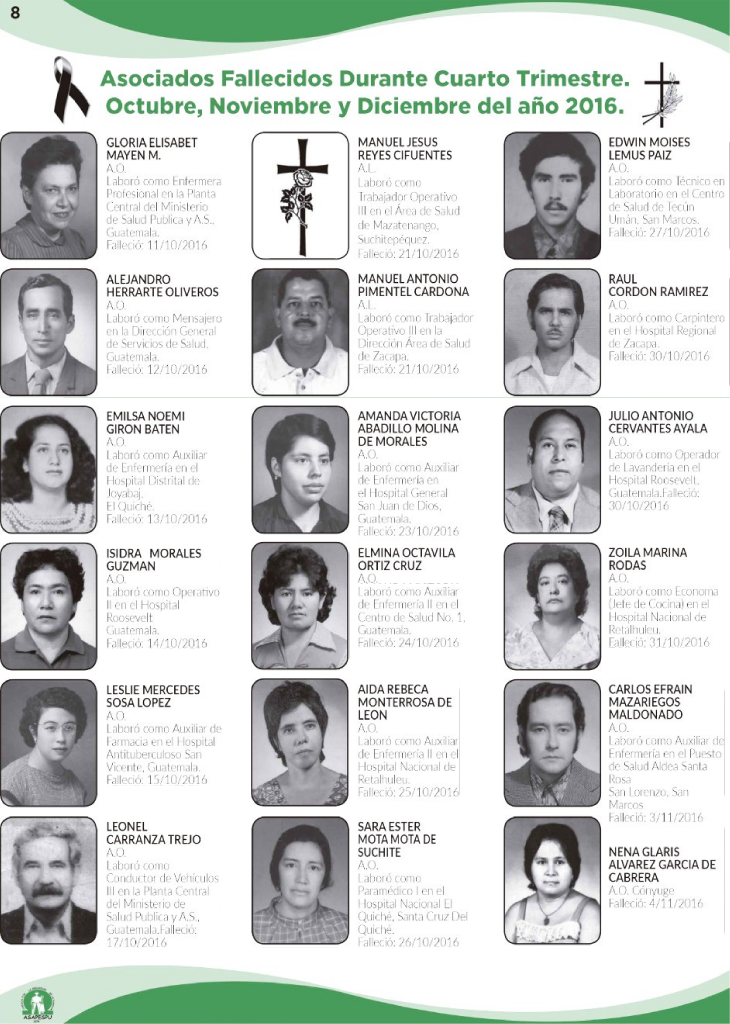 8
Asociados Fallecidos Durante Cuarto Trimestre.
Octubre, Noviembre y Diciembre del año 2016.
GLORIA ELISABET
MAYEN M.
A.O.
Laboró como Enfermera
Profesional en la Planta
Central del Ministerio
de Salud Publica y A.S.,
Guatemala.
Falleció: 11/10/2016
ALEJANDRO
HERRARTE OLIVEROS
A.O.
Laboró como Mensajero
en la Dirección General
de Servicios de Salud,
Guatemala.
Falleció: 12/10/2016
EMILSA NOEMI
GIRON BATEN
A.O.
Laboró como Auxiliar
de Enfermería en el
Hospital Distrital de
Joyabaj,
El Quiché.
Falleció: 13/10/2016
ISIDRA MORALES
GUZMAN
A.O.
Laboró como Operativo
II en el Hospital
Roosevelt
Guatemala.
Falleció: 14/10/2016
LESLIE MERCEDES
SOSA LOPEZ
A.O.
Laboró como Auxiliar de
Farmacia en el Hospital
Antituberculoso San
Vicente, Guatemala.
Falleció: 15/10/2016
LEONEL
CARRANZA TREJO
A.O.
Laboró como
Conductor de Vehículos
III en la Planta Central
del Ministerio de
Salud Publica y A.S.,
Guatemala.Falleció:
17/10/2016
MANUEL JESUS
REYES CIFUENTES
A.L.
Laboró como
Trabajador Operativo
III en el Área de Salud
de Mazatenango,
Suchitepéquez.
Falleció: 21/10/2016
MANUEL ANTONIO
PIMENTEL CARDONA
A.L.
Laboró como Trabajador
Operativo III en la
Dirección Área de Salud
de Zacapa.
Falleció: 21/10/2016
AMANDA VICTORIA
ABADILLO MOLINA
DE MORALES
A.O.
Laboró como Auxiliar
de Enfermería en
el Hospital General
San Juan de Dios,
Guatemala.
Falleció: 23/10/2016
ELMINA OCTAVILA
ORTIZ CRUZ
A.O.
Laboró como Auxiliar
de Enfermería II en el
Centro de Salud No, 1,
Guatemala.
Falleció: 24/10/2016
AIDA REBECA
MONTERROSA DE
LEON
A.O.
Laboró como Auxiliar
de Enfermería II en el
Hospital Nacional de
Retalhuleu.
Falleció: 25/10/2016
SARA ESTER
MOTA MOTA DE
SUCHITE
A.O.
Laboró como
Paramédico I en el
Hospital Nacional El
Quiché, Santa Cruz Del
Quiché.
Falleció: 26/10/2016
EDWIN MOISES
LEMUS PAIZ
A.O.
Laboró como Técnico en
Laboratorio en el Centro
de Salud de Tecún
Umán, San Marcos.
Falleció: 27/10/2016
RAUL
CORDON RAMIREZ
A.O.
Laboró como Carpintero
en el Hospital Regional
de Zacapa.
Falleció: 30/10/2016
JULIO ANTONIO
CERVANTES AYALA
A.O.
Laboró como Operador
de Lavandería en el
Hospital Roosevelt,
Guatemala.Falleció:
30/10/2016
ZOILA MARINA
RODAS
A.O.
Laboró como Economa
(Jefe de Cocina) en el
Hospital Nacional de
Retalhuleu.
Falleció: 31/10/2016
CARLOS EFRAIN
MAZARIEGOS
MALDONADO
A.O.
Laboró como Auxiliar de
Enfermería en el Puesto
de Salud Aldea Santa
Rosa
San Lorenzo, San
Marcos
Falleció: 3/11/2016
NENA GLARIS
ALVAREZ GARCIA DE
CABRERA
A.O. Cónyuge
Falleció: 4/11/2016